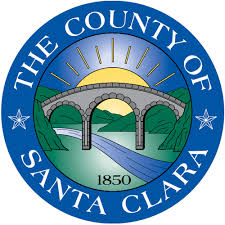 THE COUNTY OF
1850
SANTA CLARA